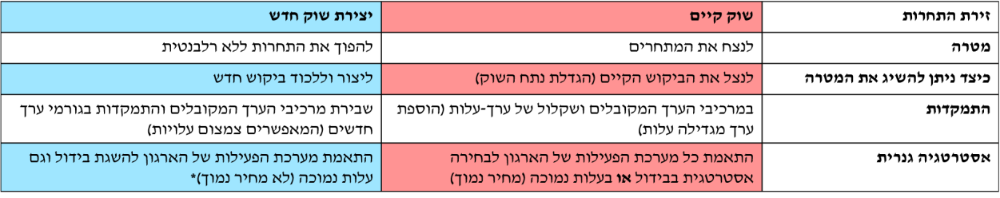 זירת התחרות
שוק קיים
יצירת שוק חדש
מטרה
לנצח את המתחרים
להפוך את התחרות ללא רלבנטית
כיצד ניתן להשיג את המטרה
לנצל את הביקוש הקיים (הגדלת נתח השוק)
ליצור וללכוד ביקוש חדש
התמקדות
במרכיבי הערך המקובלים ושקלול של ערך-עלות (הוספת
ערך מגדילה עלות)
שבירת מרכיבי הערך המקובלים והתמקדות בגורמי ערך
חדשים (המאפשרים צמצום עלויות)
אסטרטגיה גנרית
התאמת כל מערכת הפעילות של הארגון לבחירה
אסטרטגית בבידול או בעלות נמוכה (מחיר נמוך)
התאמת מערכת הפעילות של הארגון להשגת בידול וגם
עלות נמוכה (לא מחיר נמוך)*